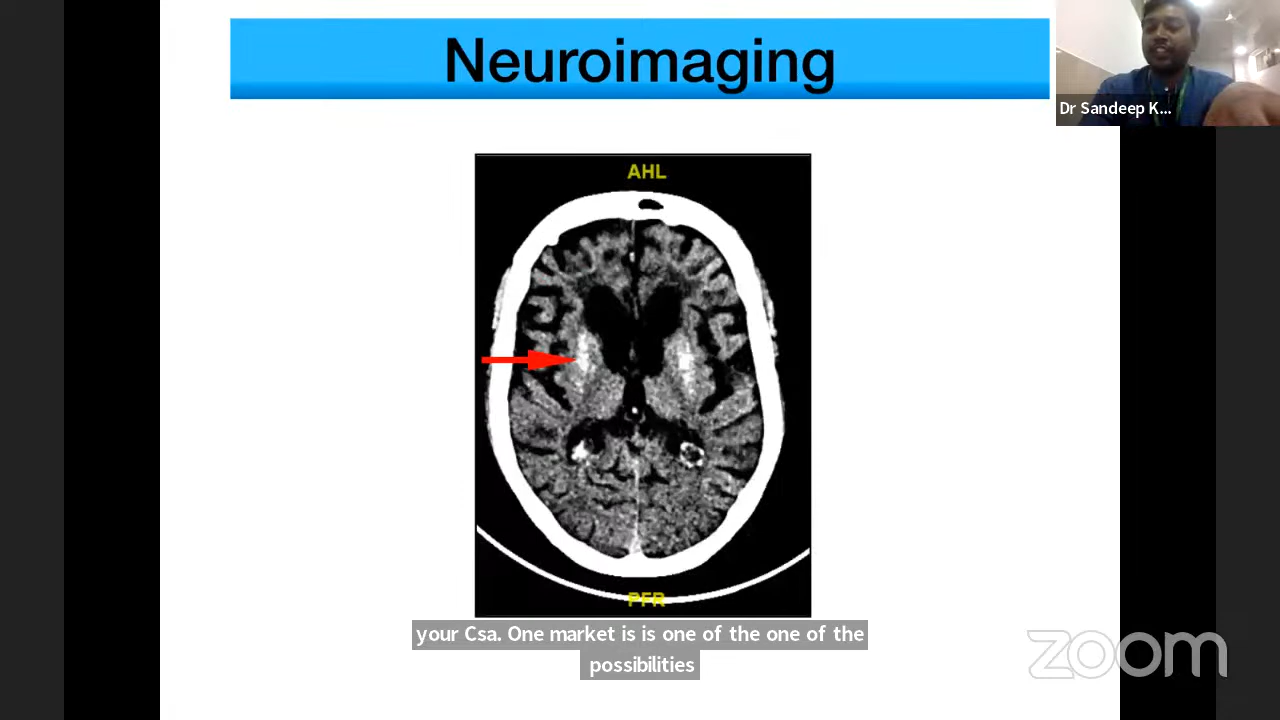 Neuroimaging
Dr Sandeep K...
AHL
PFR
your Csa. One market is is one of the one of the
possibilities
zoom